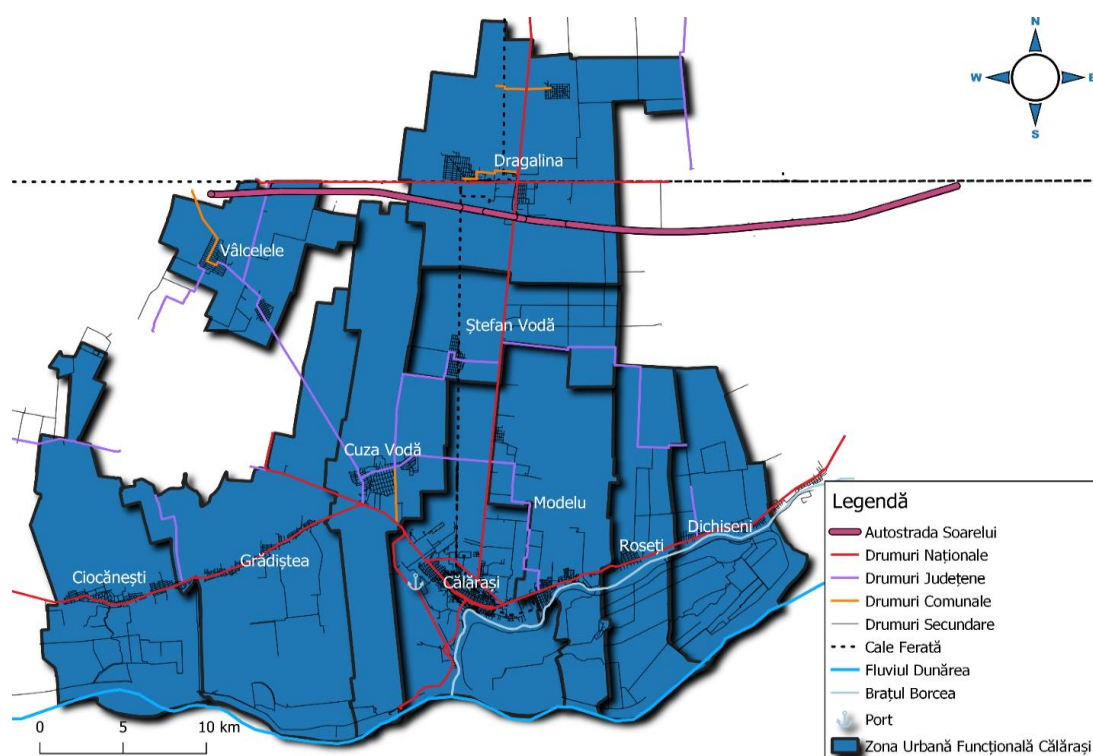 N
W
E
S
Dragalina
Vâlcelele
Ștefan Vodă
Cuza Vodă
Modelu
Dichiseni
Roseți
Grădiștea
Ciocănești
Călărași
0 5 10 km
Legendă
Autostrada Soarelui
Drumuri Naționale
Drumuri Județene
Drumuri Comunale
Drumuri Secundare
Cale Ferată
Fluviul Dunărea
Brațul Borcea
Port
Zona Urbană Funcțională Călărași